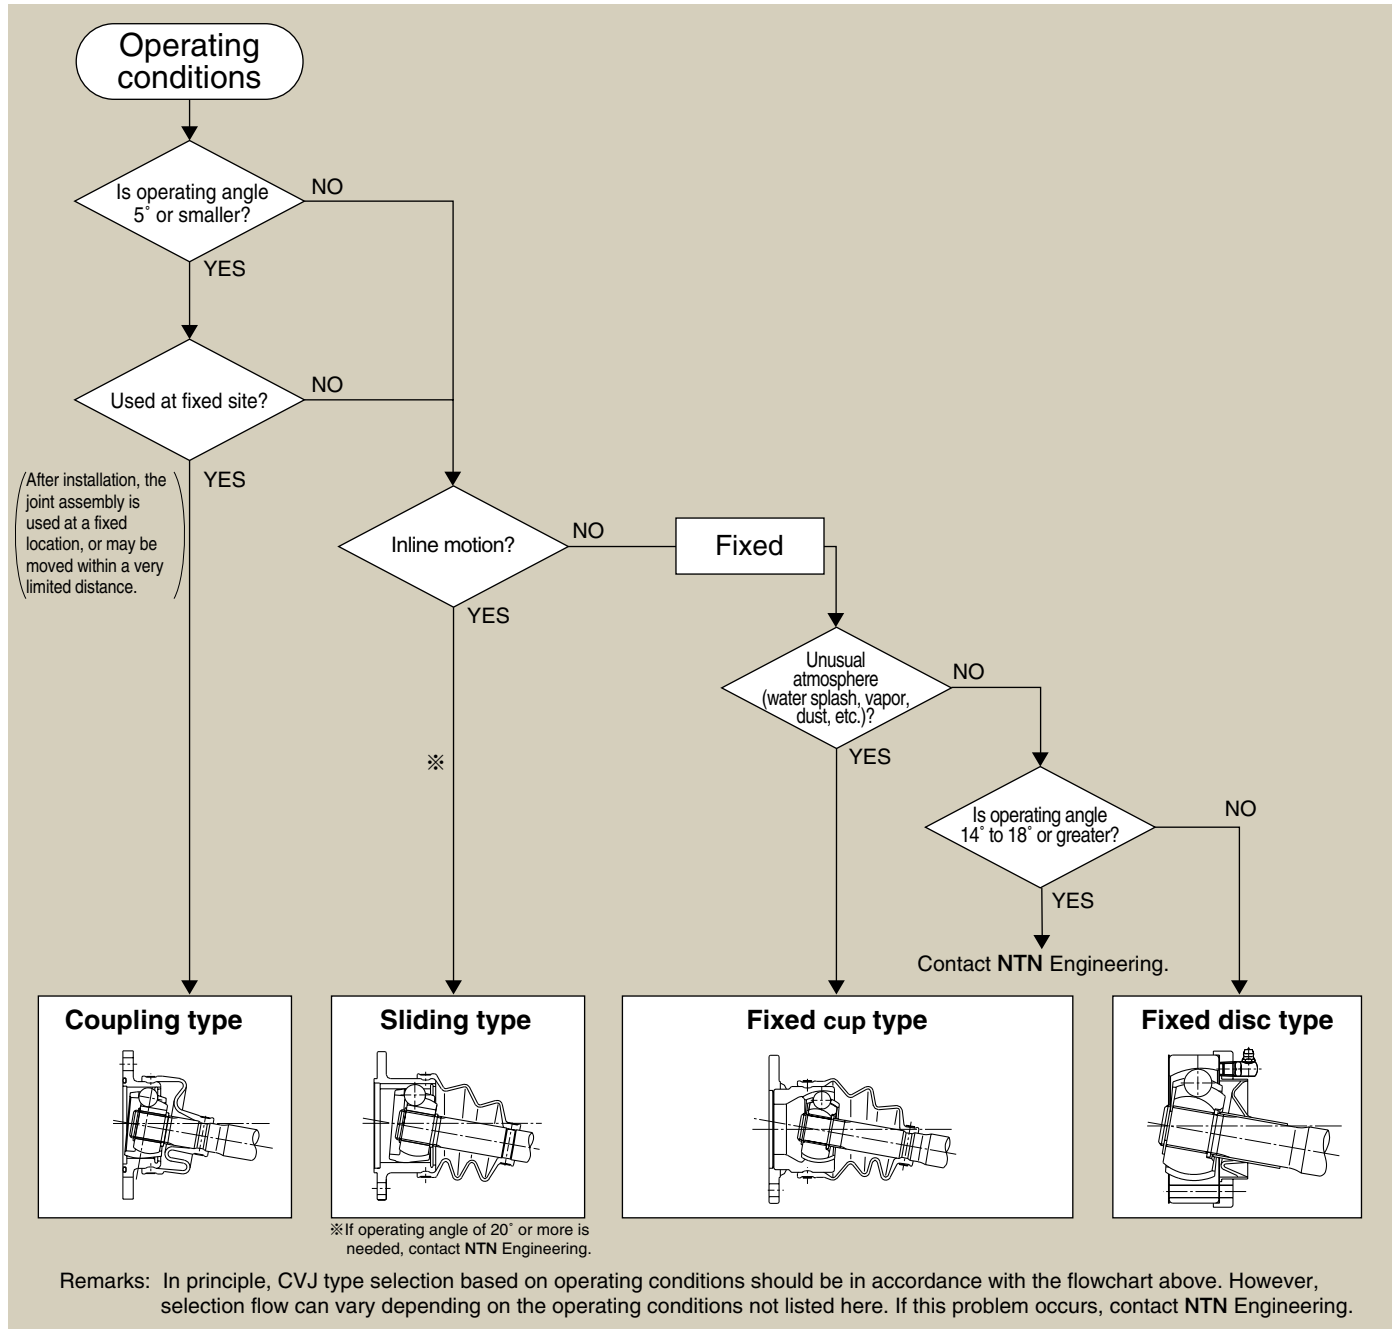 Operating
conditions
Is operating angle
5˚ or smaller?
NO
YES
Used at fixed site?
NO
YES
After installation, the
joint assembly is
used at a fixed
location, or may be
moved within a very
limited distance.
Inline motion?
NO
Fixed
YES
Unusual
atmosphere
(water splash, vapor,
dust, etc.)?
NO
YES
※
Is operating angle
14˚ to 18˚ or greater?
NO
YES
Contact NTN Engineering.
Coupling type
Sliding type
Fixed cup type
Fixed disc type
※If operating angle of 20˚ or more is
needed, contact NTN Engineering.
Remarks: In principle, CVJ type selection based on operating conditions should be in accordance with the flowchart above. However,
selection flow can vary depending on the operating conditions not listed here. If this problem occurs, contact NTN Engineering.